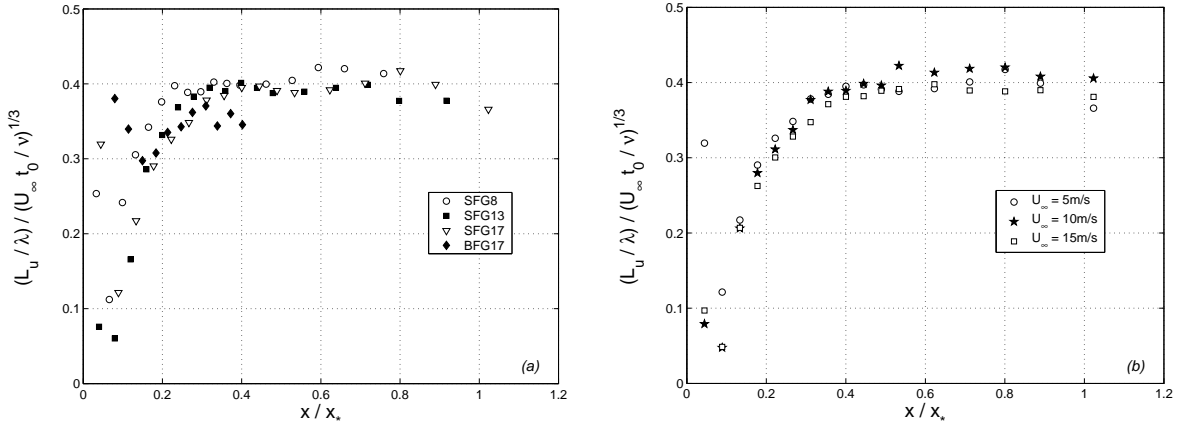 0.5
0.4
0.3
0.2
0.1
0
(L_u / λ) / (U_∞ t_0 / ν)^{1/3}
SFG8
SFG13
SFG17
BFG17
(a)
0 0.2 0.4 0.6 0.8 1 1.2
x / x_*
0.5
0.4
0.3
0.2
0.1
0
(L_u / λ) / (U_∞ t_0 / ν)^{1/3}
U_∞ = 5m/s
U_∞ = 10m/s
U_∞ = 15m/s
(b)
0 0.2 0.4 0.6 0.8 1 1.2
x / x_*